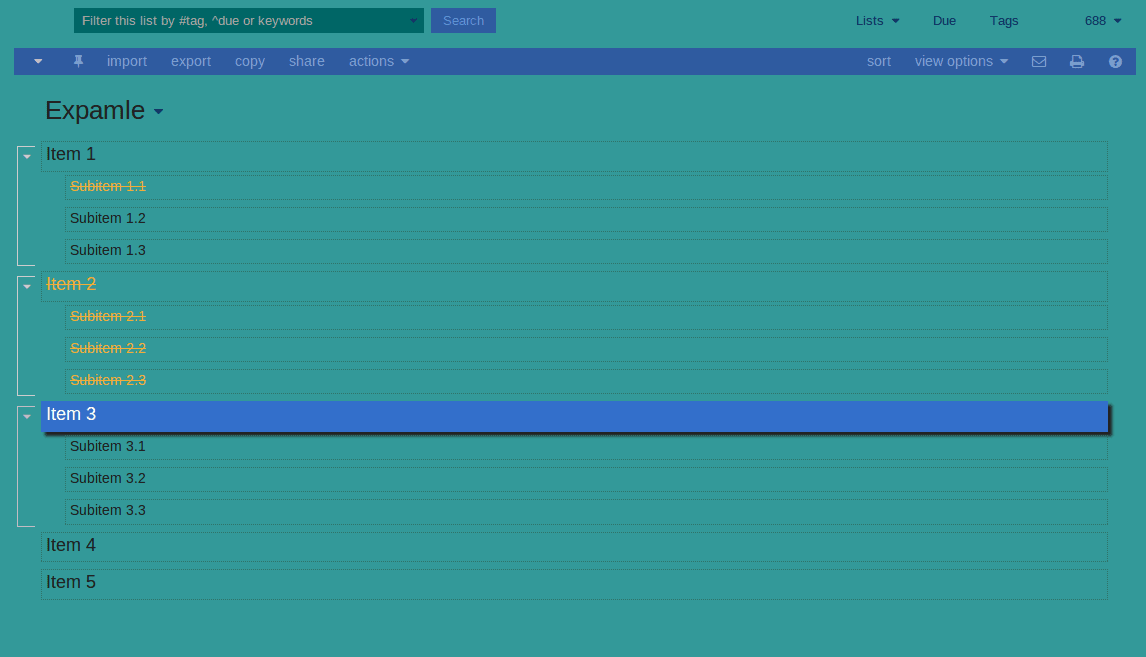 Filter this list by #tag, ^due or keywords Search Lists Due Tags 688
import export copy share actions sort view options
Expamle
Item 1
Subitem 1.1
Subitem 1.2
Subitem 1.3
Item 2
Subitem 2.1
Subitem 2.2
Subitem 2.3
Item 3
Subitem 3.1
Subitem 3.2
Subitem 3.3
Item 4
Item 5